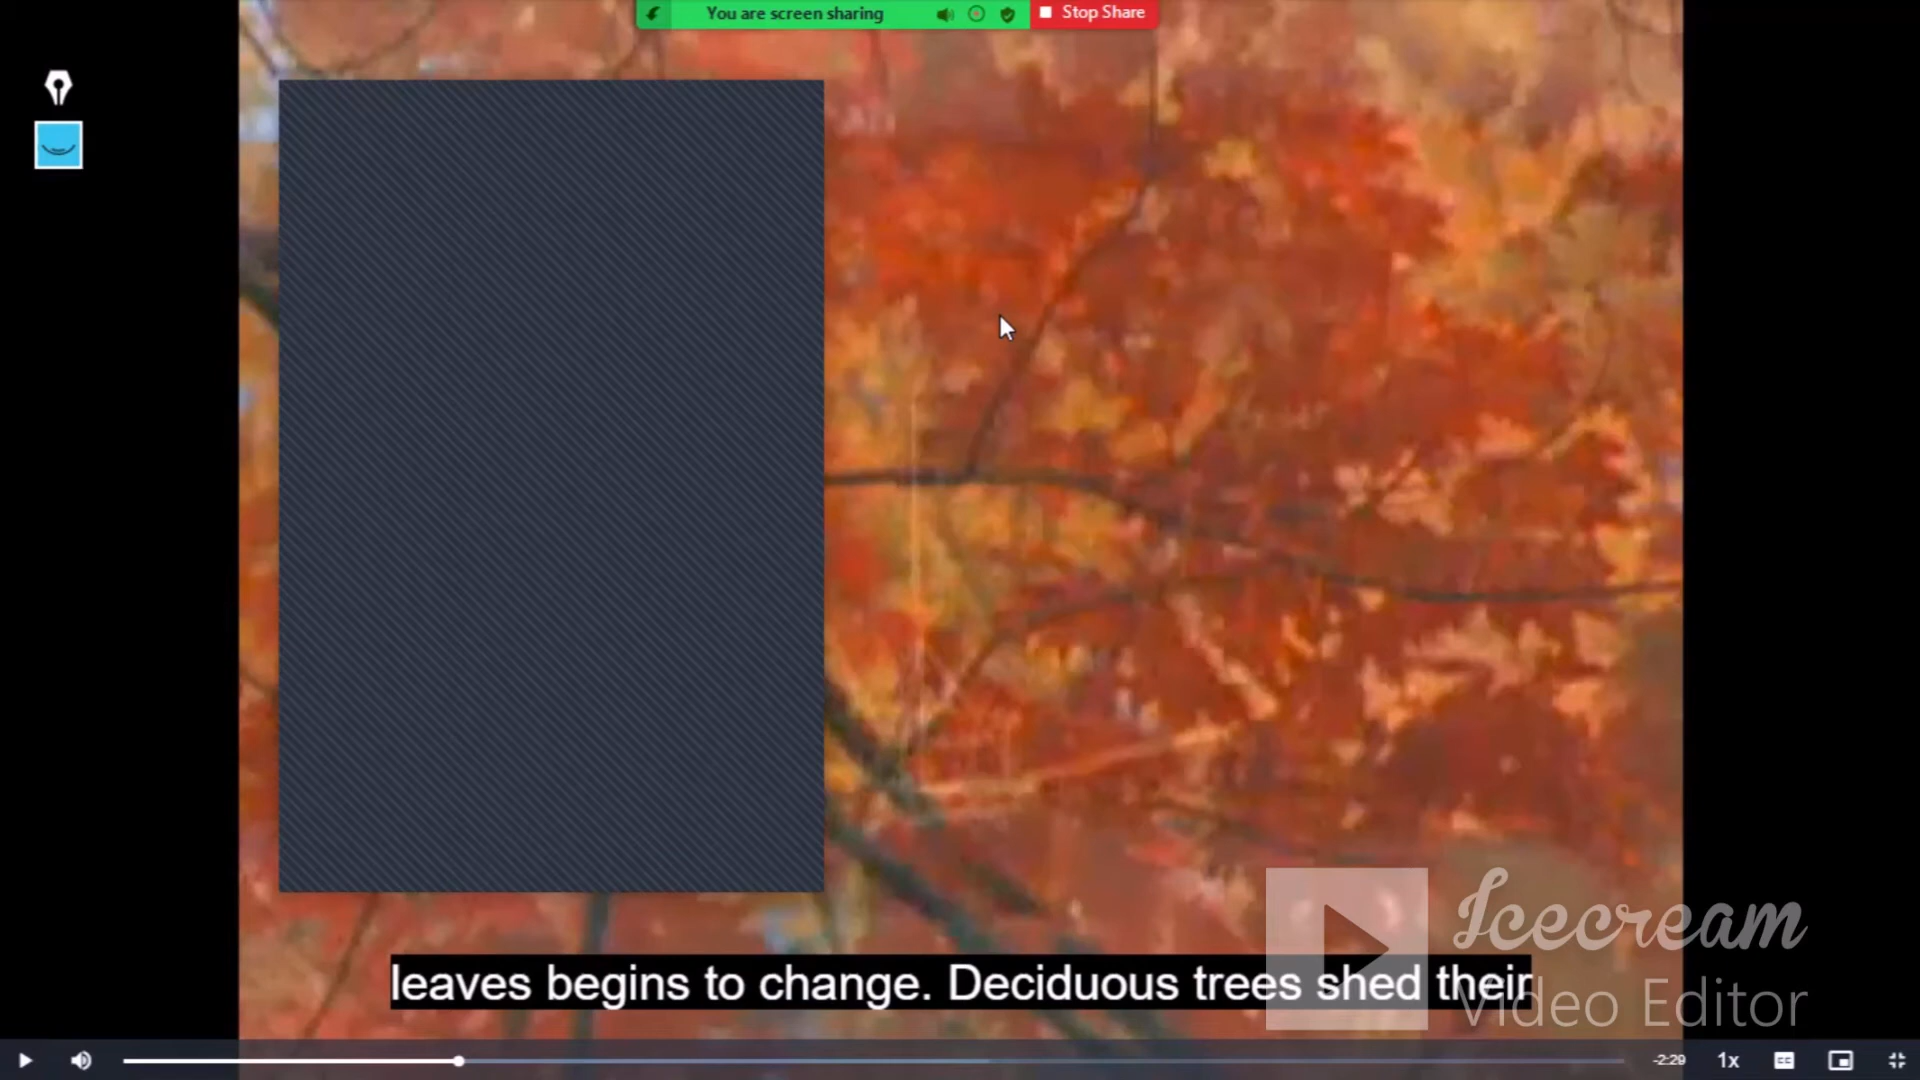 You are screen sharing Stop Share
leaves begins to change. Deciduous trees shed their
Icecream
Video Editor
-2:29 1x CC